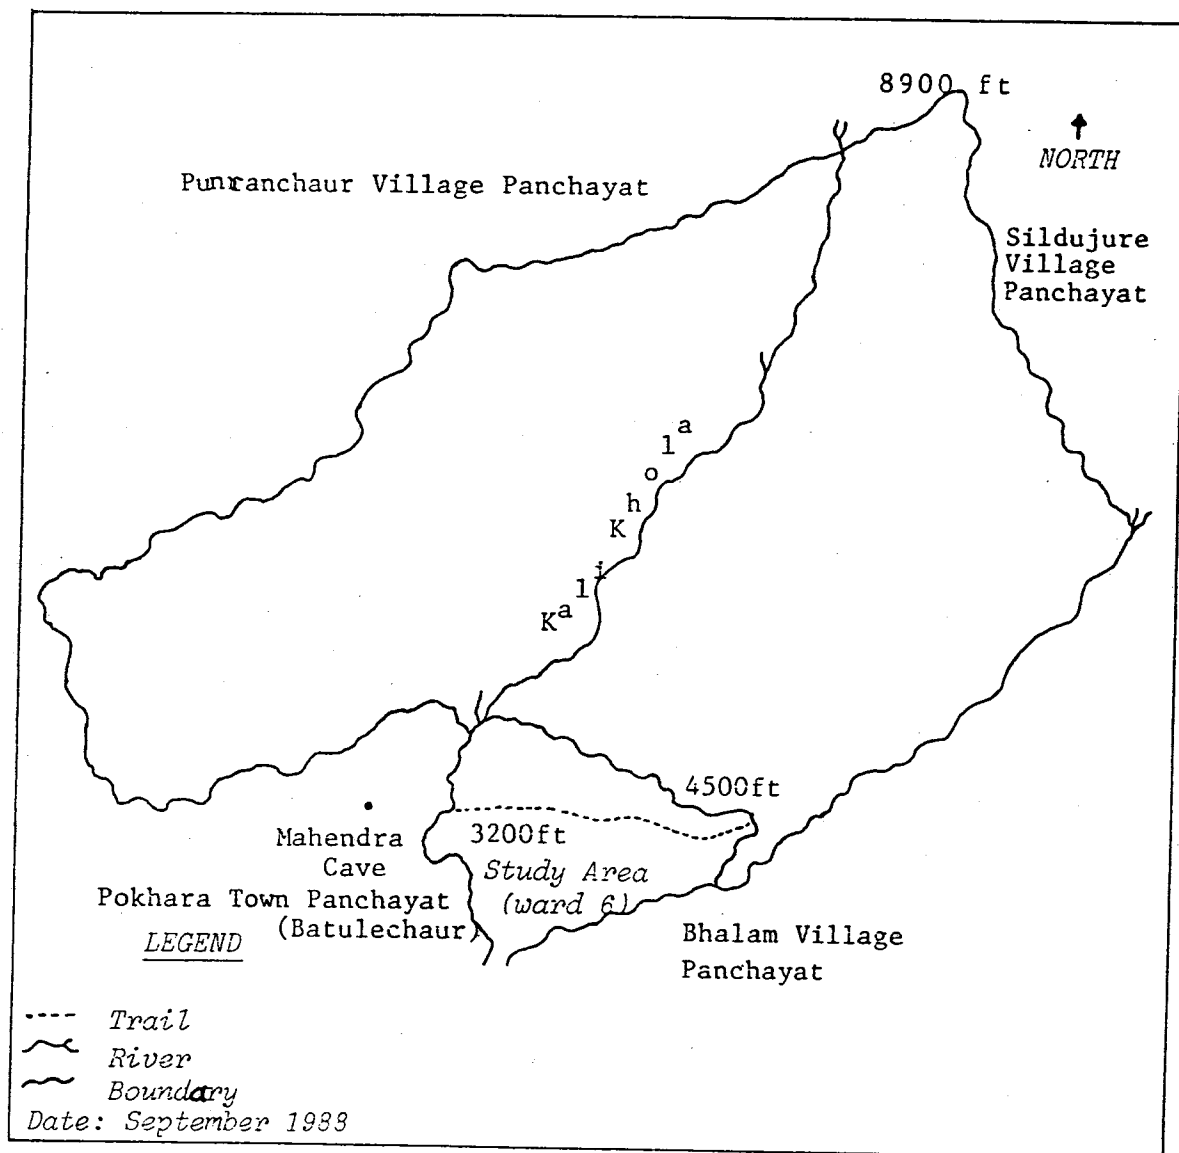 8900 ft
NORTH
Punranchaur Village Panchayat
Sildujure
Village
Panchayat
Kali Khola
4500ft
3200ft
Mahendra
Cave
Study Area
(ward 6)
Pokhara Town Panchayat
(Batulechaur)
Bhalam Village
Panchayat
LEGEND
Trail
River
Boundary
Date: September 1988